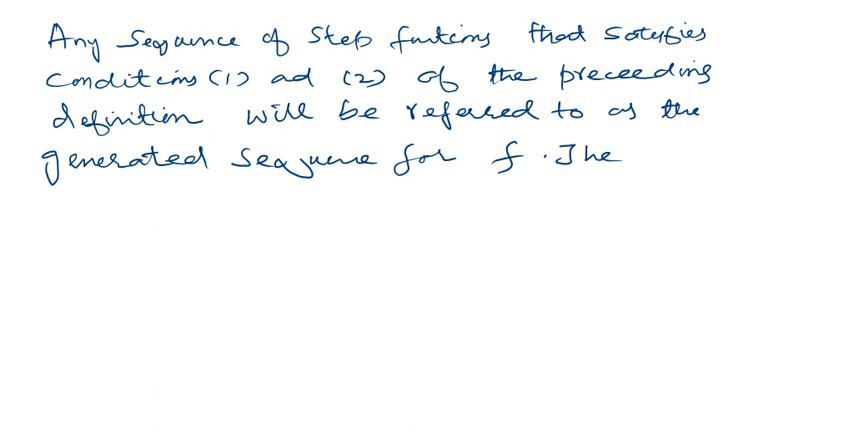 Any Sequence of Step functions that satisfies
Conditions (1) and (2) of the preceeding
definition will be referred to as the
generated sequence for f. The